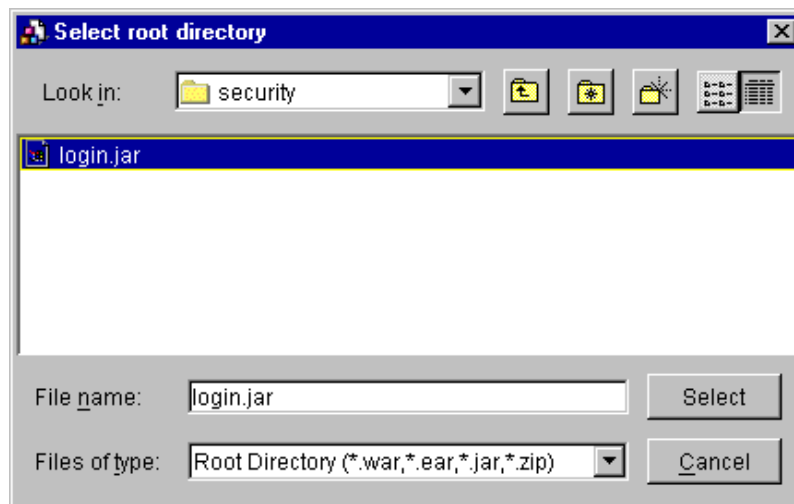 Select root directory
Look in: security
login.jar
File name: login.jar Select
Files of type: Root Directory (*.war,*.ear,*.jar,*.zip) Cancel